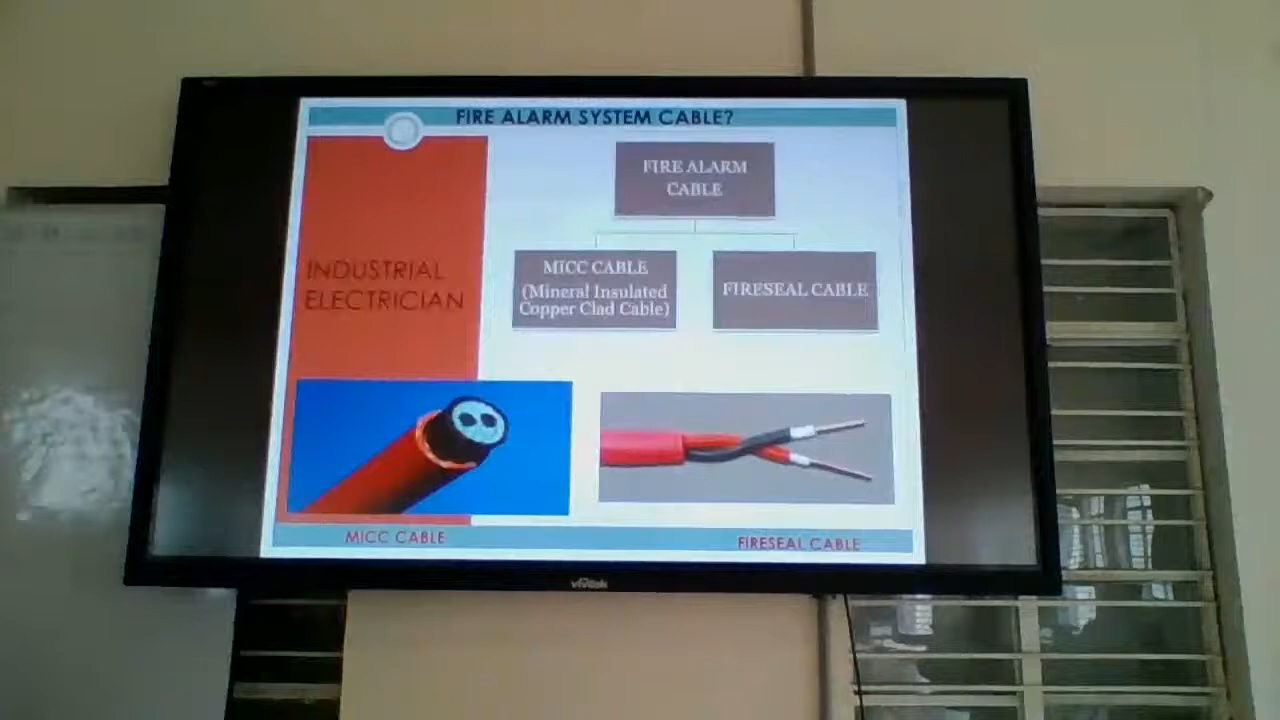 FIRE ALARM SYSTEM CABLE?
FIRE ALARM
CABLE
INDUSTRIAL
ELECTRICIAN
MICC CABLE
(Mineral Insulated
Copper Clad Cable)
FIRESEAL CABLE
MICC CABLE
FIRESEAL CABLE
vivitek